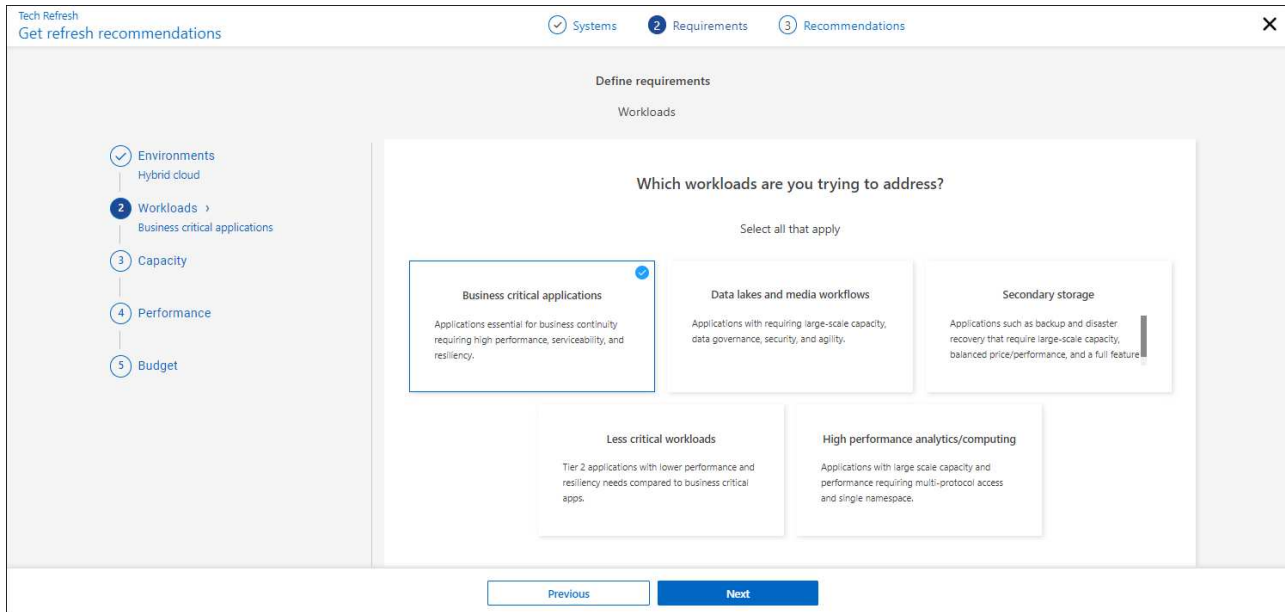 Tech Refresh
Get refresh recommendations
Systems
2 Requirements
3 Recommendations
Define requirements
Workloads
Environments
Hybrid cloud
2 Workloads ›
Business critical applications
3 Capacity
4 Performance
5 Budget
Which workloads are you trying to address?
Select all that apply
Business critical applications
Applications essential for business continuity
requiring high performance, serviceability, and
resiliency.
Data lakes and media workflows
Applications with requiring large-scale capacity,
data governance, security, and agility.
Secondary storage
Applications such as backup and disaster
recovery that require large-scale capacity,
balanced price/performance, and a full feature
Less critical workloads
Tier 2 applications with lower performance and
resiliency needs compared to business critical
apps.
High performance analytics/computing
Applications with large scale capacity and
performance requiring multi-protocol access
and single namespace.
Previous
Next